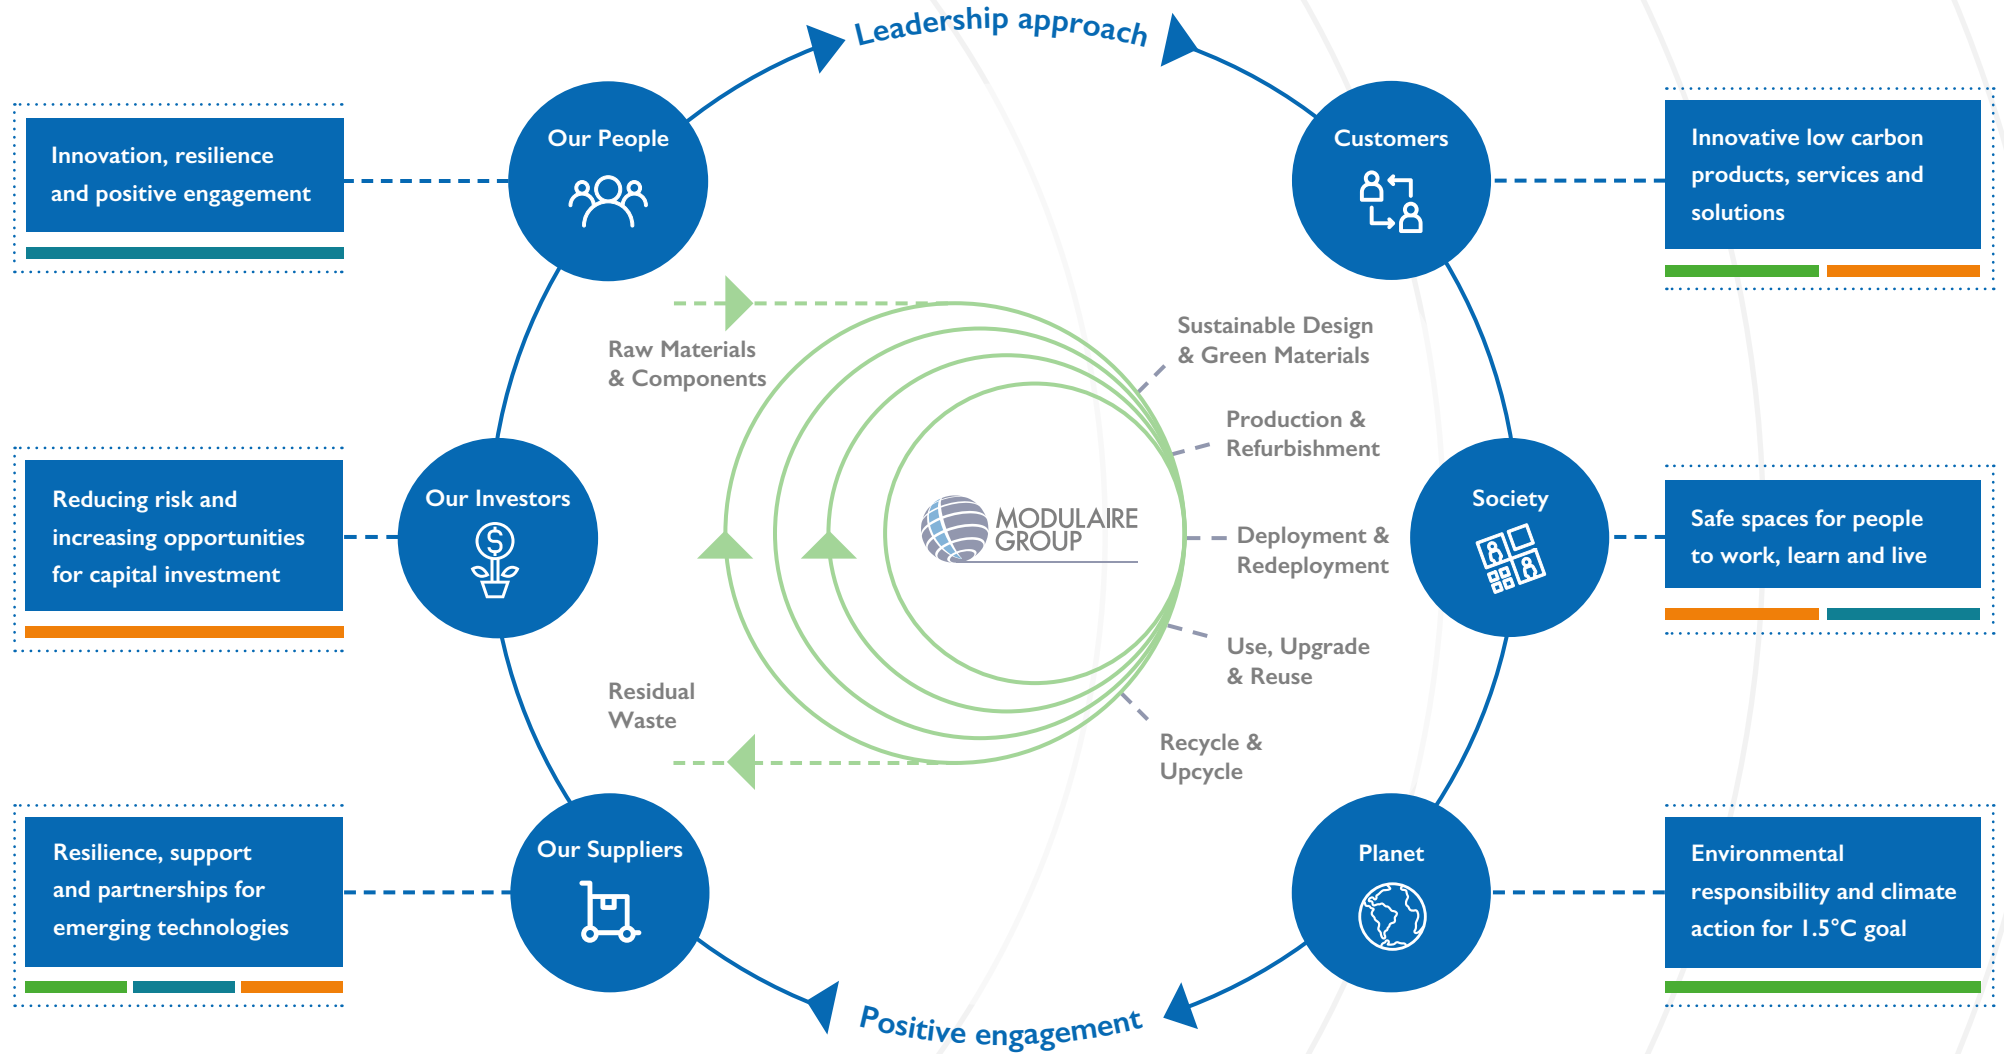 Leadership approach
Our People
Innovation, resilience
and positive engagement
Customers
Innovative low carbon
products, services and
solutions
Raw Materials
& Components
Sustainable Design
& Green Materials
Production &
Refurbishment
Our Investors
Reducing risk and
increasing opportunities
for capital investment
MODULAIRE
GROUP
Deployment &
Redeployment
Society
Safe spaces for people
to work, learn and live
Use, Upgrade
& Reuse
Residual
Waste
Recycle &
Upcycle
Our Suppliers
Resilience, support
and partnerships for
emerging technologies
Planet
Environmental
responsibility and climate
action for 1.5°C goal
Positive engagement